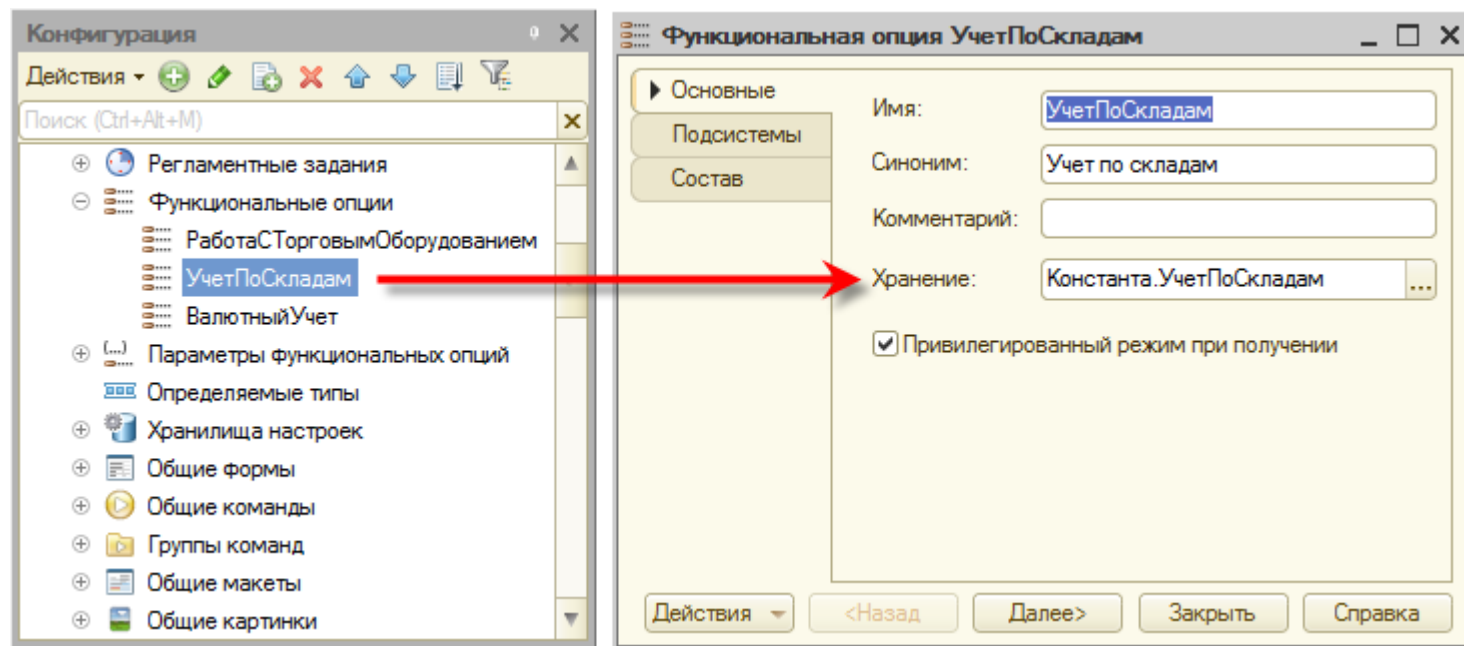 Конфигурация
Действия
Поиск (Ctrl+Alt+M)
Регламентные задания
Функциональные опции
РаботаСТорговымОборудованием
УчетПоСкладам
ВалютныйУчет
Параметры функциональных опций
Определяемые типы
Хранилища настроек
Общие формы
Общие команды
Группы команд
Общие макеты
Общие картинки
Функциональная опция УчетПоСкладам
Основные
Подсистемы
Состав
Имя: УчетПоСкладам
Синоним: Учет по складам
Комментарий:
Хранение: Константа.УчетПоСкладам ...
Привилегированный режим при получении
Действия <Назад Далее> Закрыть Справка